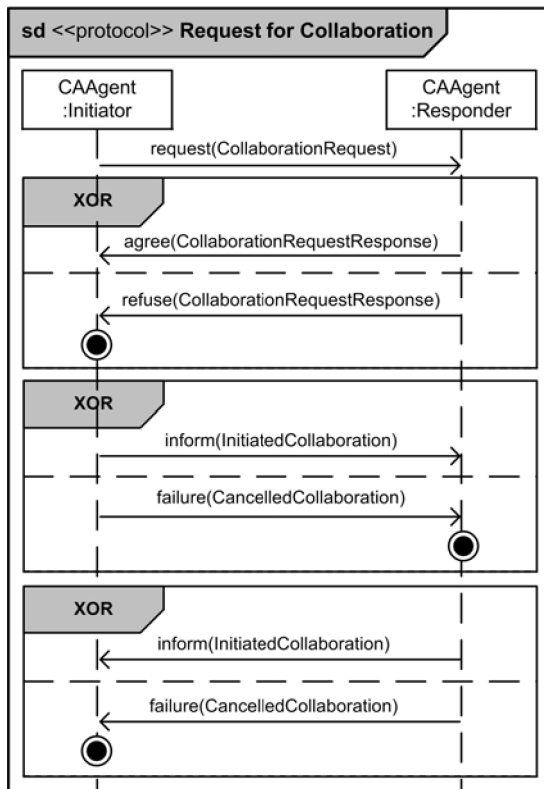 sd <<protocol>> Request for Collaboration
CAAgent
:Initiator
CAAgent
:Responder
request(CollaborationRequest)
XOR
agree(CollaborationRequestResponse)
refuse(CollaborationRequestResponse)
XOR
inform(InitiatedCollaboration)
failure(CancelledCollaboration)
XOR
inform(InitiatedCollaboration)
failure(CancelledCollaboration)